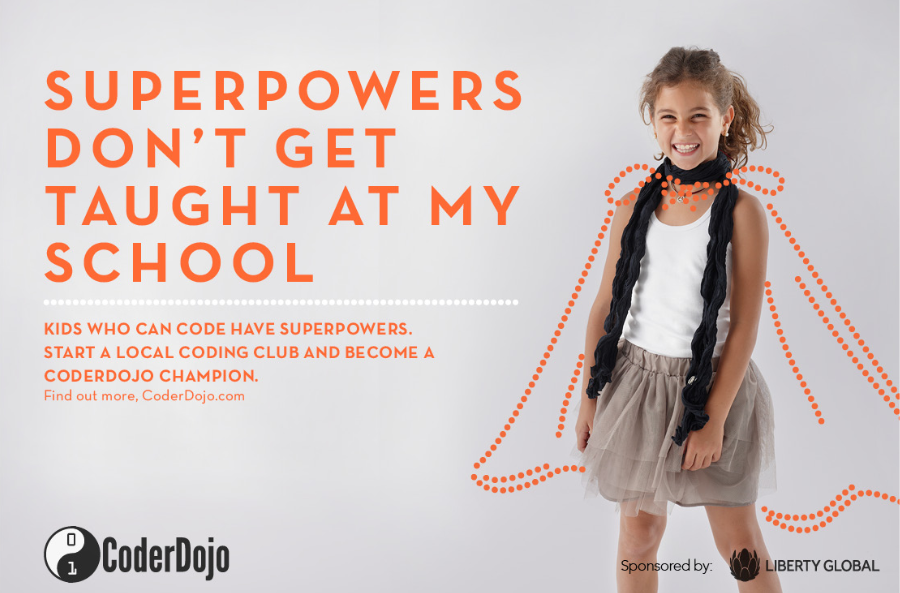 SUPERPOWERS
DON'T GET
TAUGHT AT MY
SCHOOL
KIDS WHO CAN CODE HAVE SUPERPOWERS.
START A LOCAL CODING CLUB AND BECOME A
CODERDOJO CHAMPION.
Find out more, CoderDojo.com
0
1
CoderDojo
Sponsored by:
LIBERTY GLOBAL